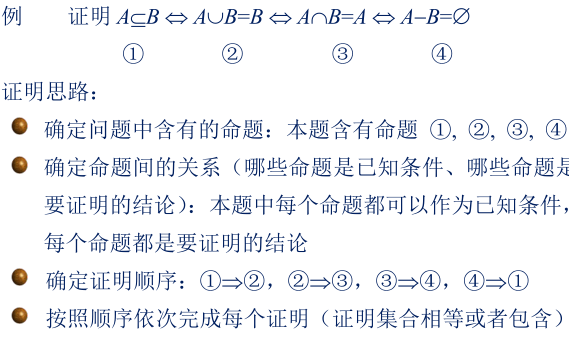 例 证明 A⊆B ⇔ A∪B=B ⇔ A∩B=A ⇔ A−B=∅
① ② ③ ④
证明思路：
确定问题中含有的命题：本题含有命题 ①, ②, ③, ④
确定命题间的关系（哪些命题是已知条件、哪些命题是
要证明的结论）：本题中每个命题都可以作为已知条件，
每个命题都是要证明的结论
确定证明顺序：①⇒②，②⇒③，③⇒④，④⇒①
按照顺序依次完成每个证明（证明集合相等或者包含）